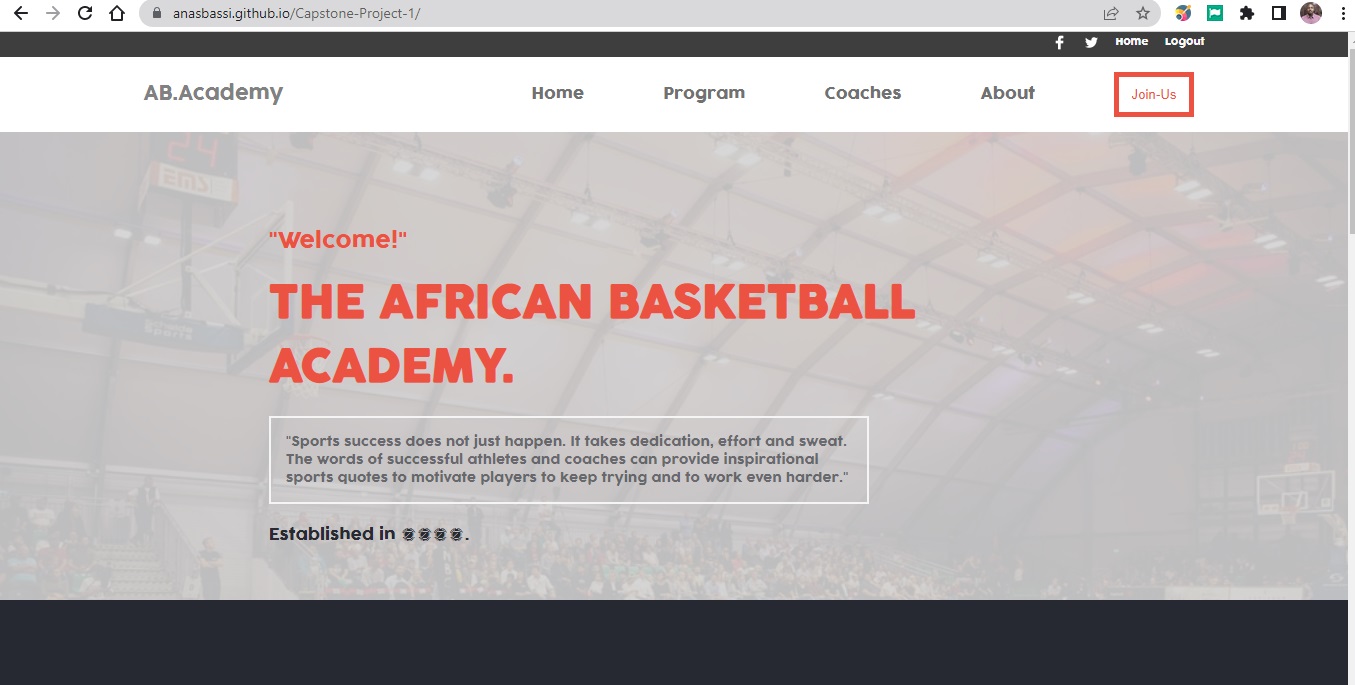 anasbassi.github.io/Capstone-Project-1/
Home Logout
AB.Academy Home Program Coaches About Join-Us
24
EMS
"Welcome!"
THE AFRICAN BASKETBALL
ACADEMY.
"Sports success does not just happen. It takes dedication, effort and sweat.
The words of successful athletes and coaches can provide inspirational
sports quotes to motivate players to keep trying and to work even harder."
Established in .